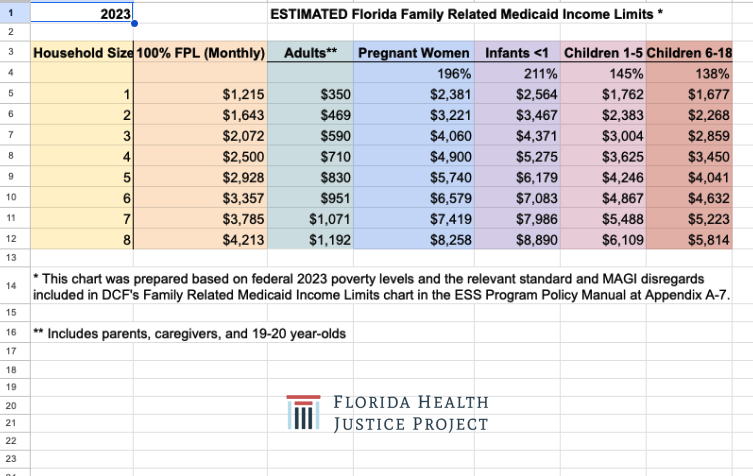 1 2023 ESTIMATED Florida Family Related Medicaid Income Limits *
2
3 Household Size 100% FPL (Monthly) Adults** Pregnant Women Infants <1 Children 1-5 Children 6-18
4 196% 211% 145% 138%
5 1 $1,215 $350 $2,381 $2,564 $1,762 $1,677
6 2 $1,643 $469 $3,221 $3,467 $2,383 $2,268
7 3 $2,072 $590 $4,060 $4,371 $3,004 $2,859
8 4 $2,500 $710 $4,900 $5,275 $3,625 $3,450
9 5 $2,928 $830 $5,740 $6,179 $4,246 $4,041
10 6 $3,357 $951 $6,579 $7,083 $4,867 $4,632
11 7 $3,785 $1,071 $7,419 $7,986 $5,488 $5,223
12 8 $4,213 $1,192 $8,258 $8,890 $6,109 $5,814
13
14 * This chart was prepared based on federal 2023 poverty levels and the relevant standard and MAGI disregards
included in DCF's Family Related Medicaid Income Limits chart in the ESS Program Policy Manual at Appendix A-7.
15
16 ** Includes parents, caregivers, and 19-20 year-olds
17
18
19
20 FLORIDA HEALTH
21 JUSTICE PROJECT
22
23